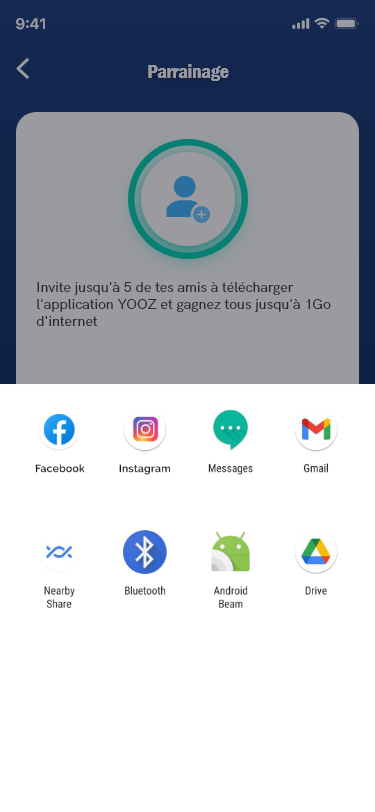 9:41
Parrainage
Invite jusqu'à 5 de tes amis à télécharger
l'application YOOZ et gagnez tous jusqu'à 1Go
d'internet
Facebook
Instagram
Messages
Gmail
Nearby
Share
Bluetooth
Android
Beam
Drive